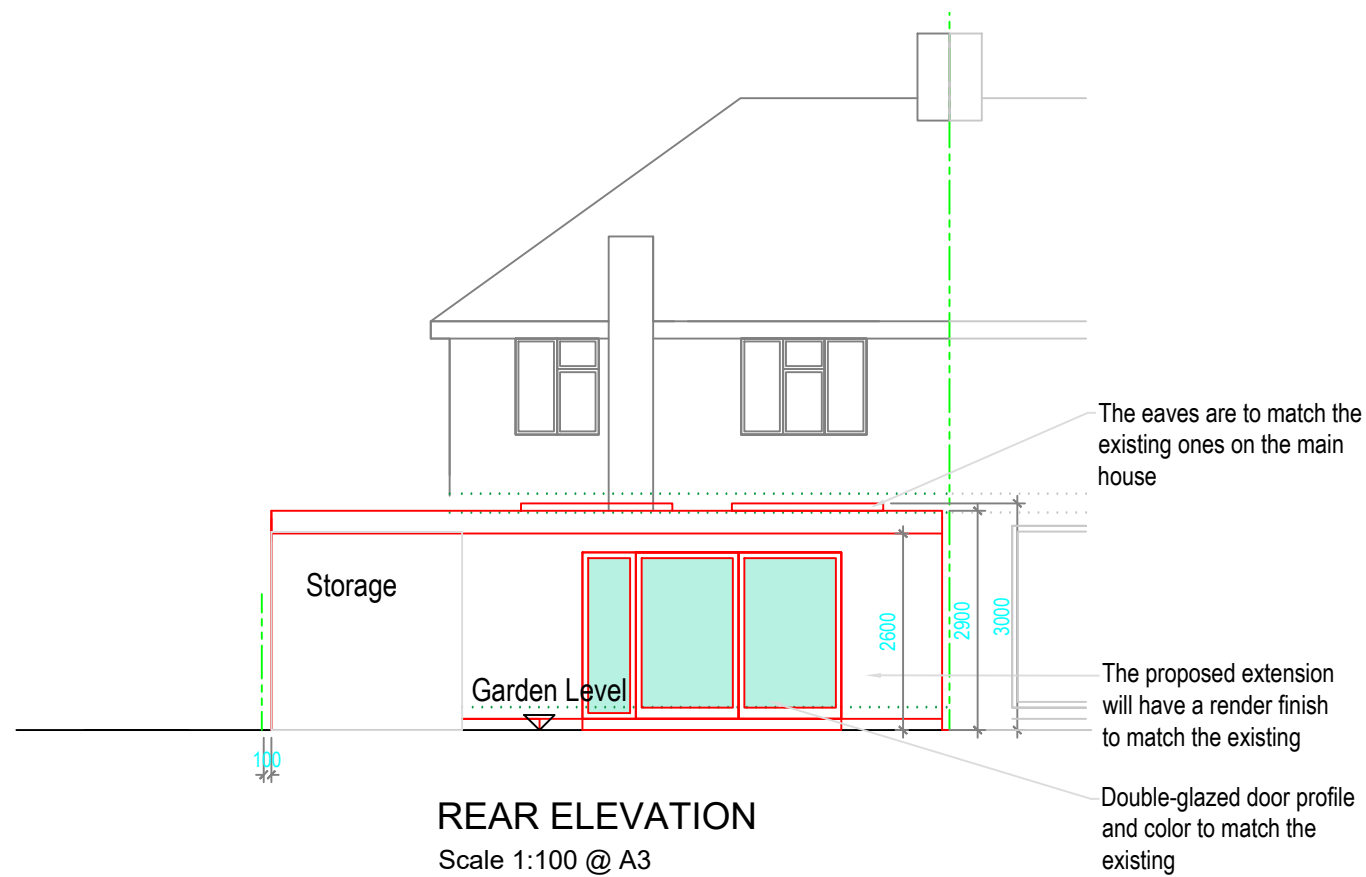 The eaves are to match the
existing ones on the main
house
Storage
2600
2900
3000
Garden Level
The proposed extension
will have a render finish
to match the existing
100
Double-glazed door profile
and color to match the
existing
REAR ELEVATION
Scale 1:100 @ A3